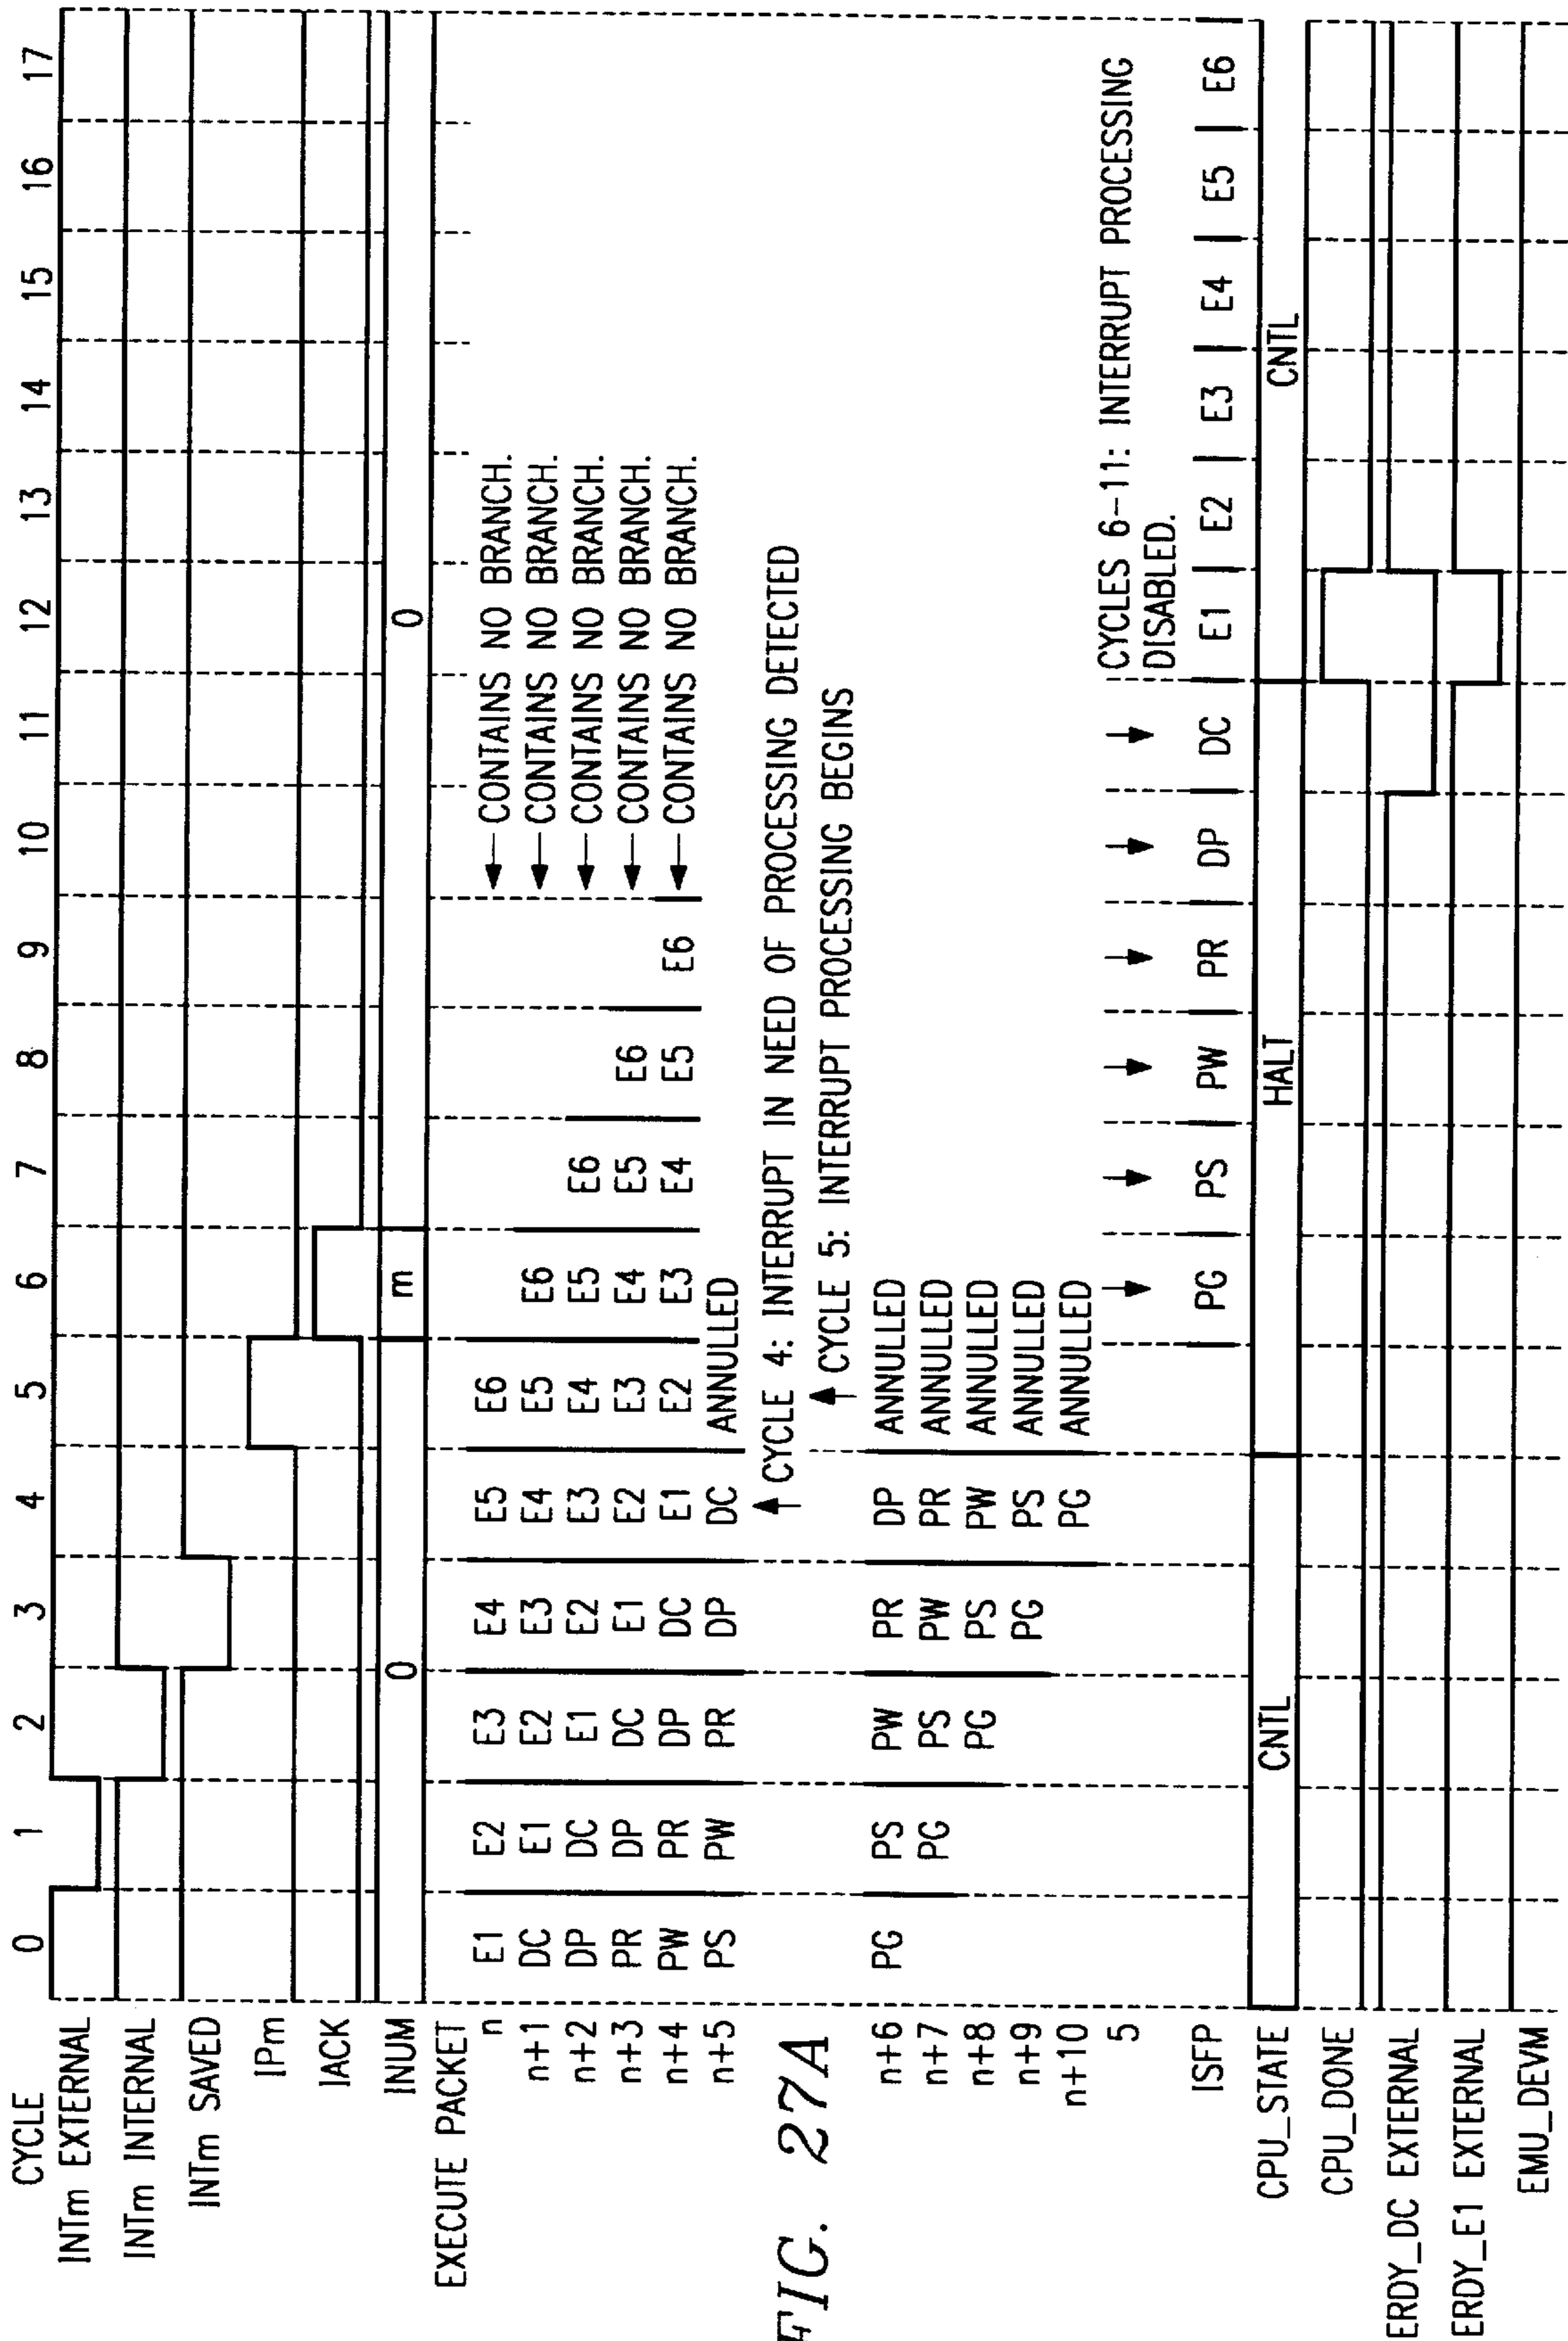 CYCLE 0 1 2 3 4 5 6 7 8 9 10 11 12 13 14 15 16 17
INTm EXTERNAL
INTm INTERNAL
INTm SAVED
IPm
IACK
INUM 0 m 0
EXECUTE PACKET
n E1 E2 E3 E4 E5 E6 CONTAINS NO BRANCH.
n+1 DC E1 E2 E3 E4 E5 E6 CONTAINS NO BRANCH.
n+2 DP DC E1 E2 E3 E4 E5 E6 CONTAINS NO BRANCH.
n+3 PR DP DC E1 E2 E3 E4 E5 E6 CONTAINS NO BRANCH.
n+4 PW PR DP DC E1 E2 E3 E4 E5 E6 CONTAINS NO BRANCH.
n+5 PS PW PR DP DC ANNULLED
CYCLE 4: INTERRUPT IN NEED OF PROCESSING DETECTED
FIG. 27A
CYCLE 5: INTERRUPT PROCESSING BEGINS
n+6 PG PS PW PR DP ANNULLED
n+7 PG PS PW PR ANNULLED
n+8 PG PS PW ANNULLED
n+9 PG PS ANNULLED
n+10 PG ANNULLED
5 CYCLES 6-11: INTERRUPT PROCESSING
DISABLED.
ISFP PG PS PW PR DP DC E1 E2 E3 E4 E5 E6
CPU_STATE CNTL HALT CNTL
CPU_DONE
ERDY_DC EXTERNAL
ERDY_E1 EXTERNAL
EMU_DEVM